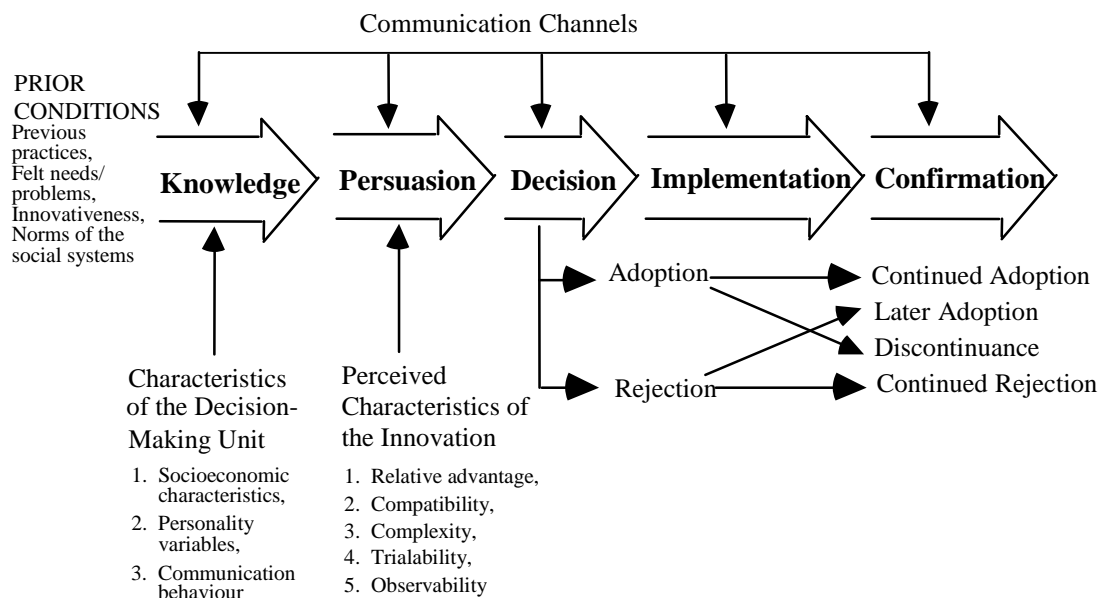 Communication Channels
PRIOR
CONDITIONS
Previous
practices,
Felt needs/
problems,
Innovativeness,
Norms of the
social systems
Knowledge
Persuasion
Decision
Implementation
Confirmation
Adoption
Rejection
Continued Adoption
Later Adoption
Discontinuance
Continued Rejection
Characteristics
of the Decision-
Making Unit
1. Socioeconomic
characteristics,
2. Personality
variables,
3. Communication
behaviour
Perceived
Characteristics of
the Innovation
1. Relative advantage,
2. Compatibility,
3. Complexity,
4. Trialability,
5. Observability